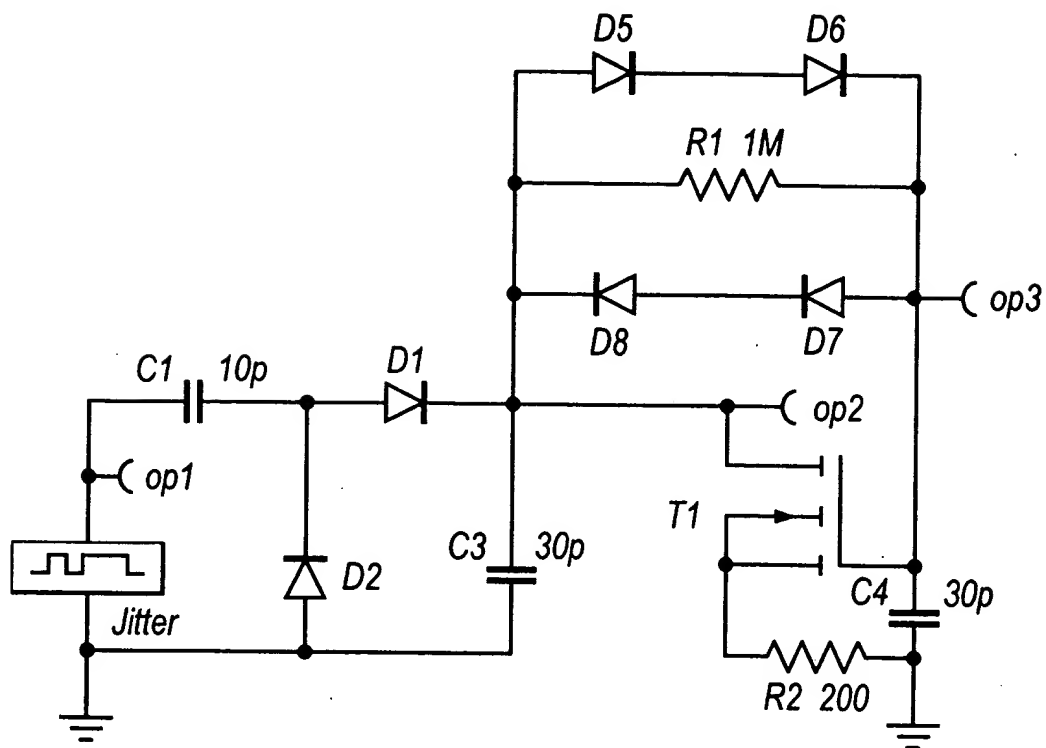 D5
D6
R1 1M
op3
D8
D7
C1 10p
D1
op2
op1
T1
C3 30p
D2
C4 30p
Jitter
R2 200